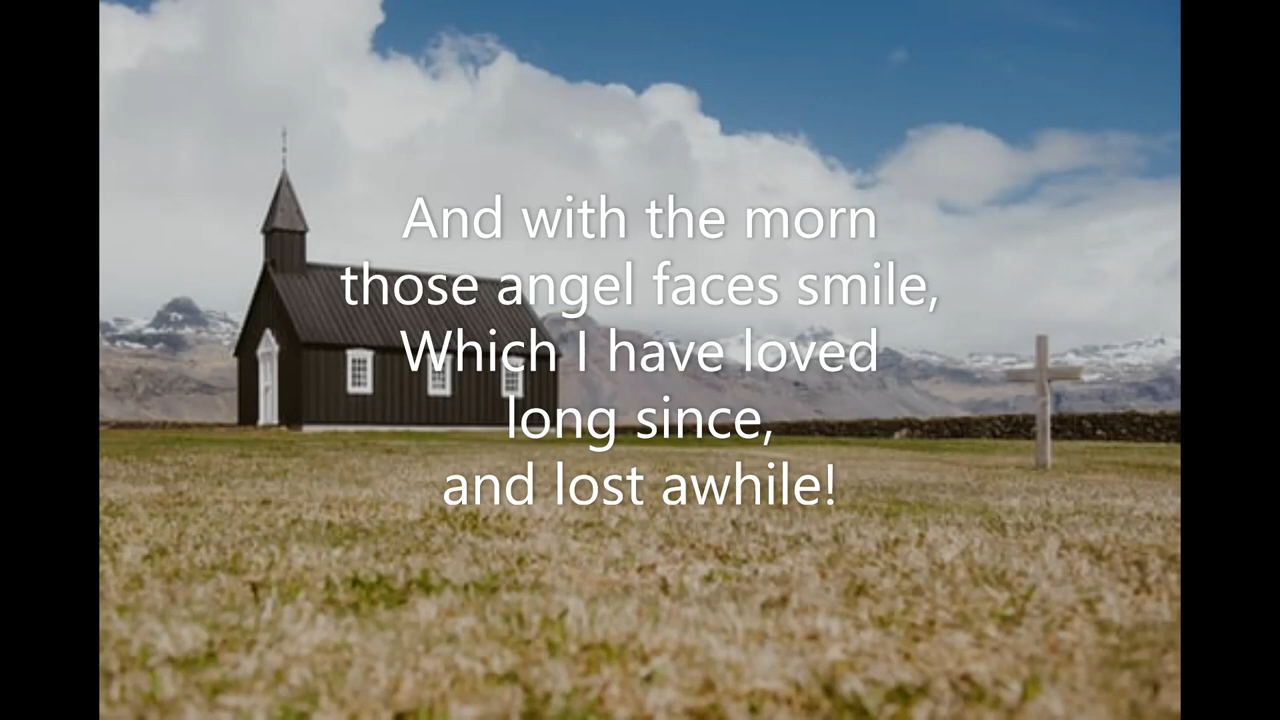 And with the morn
those angel faces smile,
Which I have loved
long since,
and lost awhile!